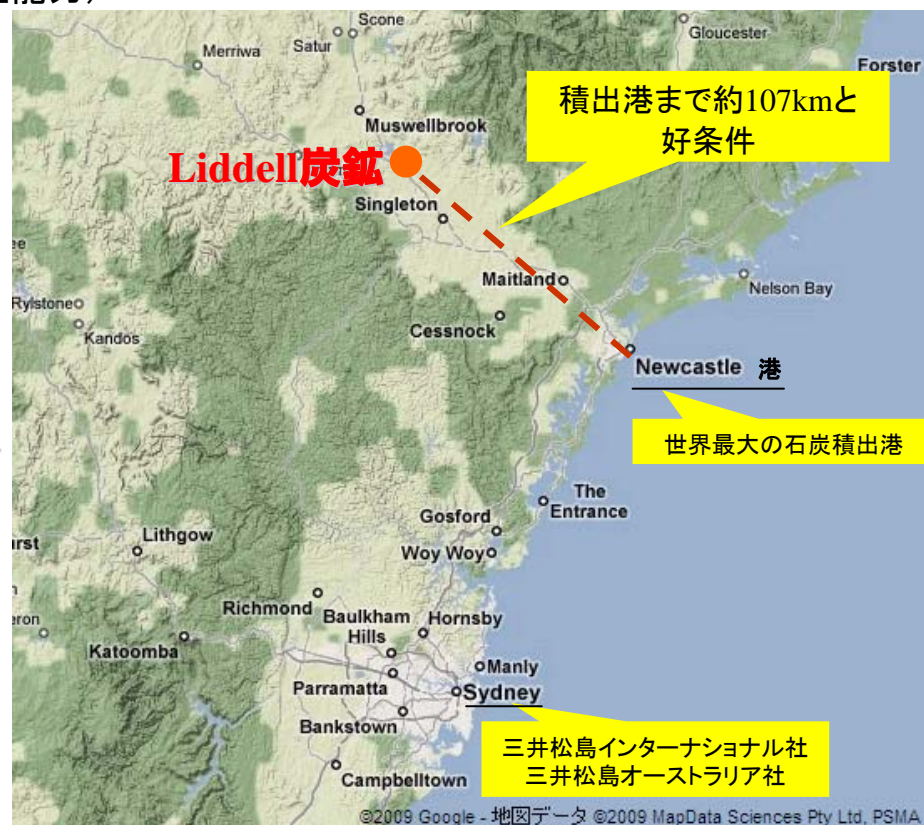 Scone
Satur
Merriwa
Gloucester
Forster
積出港まで約107kmと
好条件
Muswellbrook
Liddell炭鉱
Singleton
Maitland
Nelson Bay
Rylstone
Kandos
Cessnock
Newcastle 港
世界最大の石炭積出港
The
Entrance
Gosford
Lithgow
Woy Woy
Richmond
Baulkham
Hills
Hornsby
Katoomba
Manly
Parramatta
Sydney
Bankstown
三井松島インターナショナル社
三井松島オーストラリア社
Campbelltown
©2009 Google - 地図データ ©2009 MapData Sciences Pty Ltd, PSMA